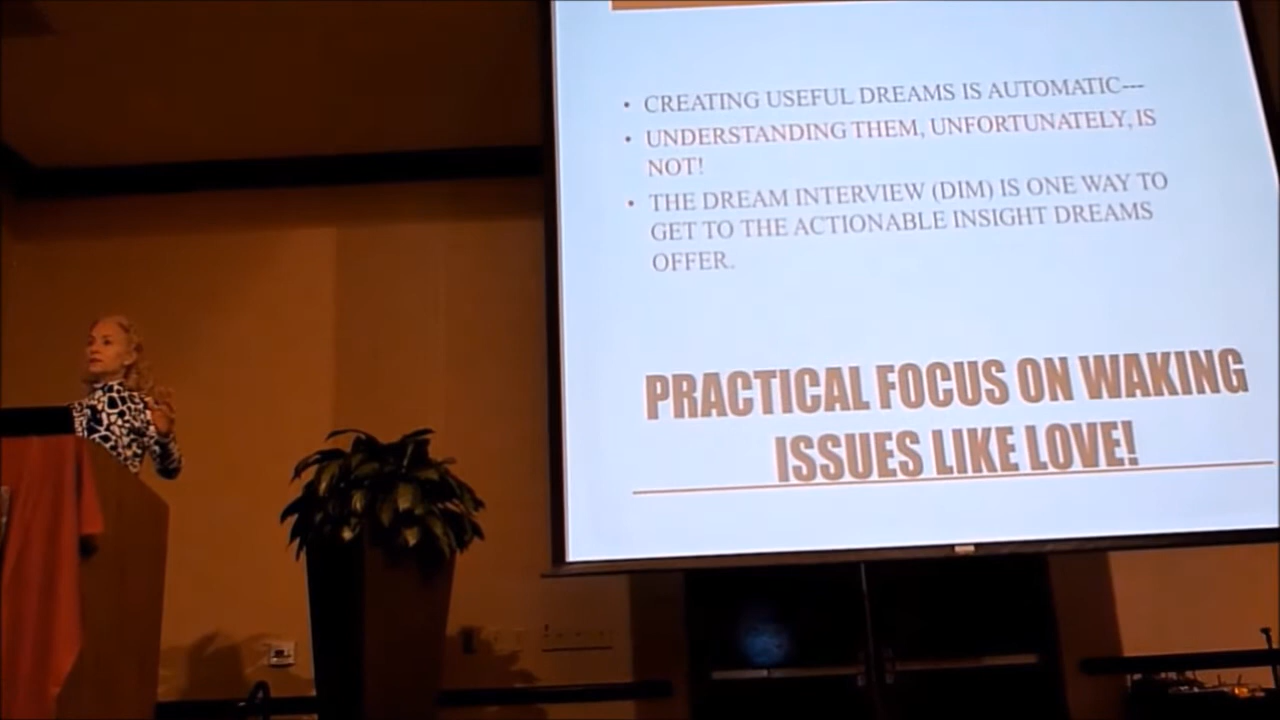 • CREATING USEFUL DREAMS IS AUTOMATIC---
• UNDERSTANDING THEM, UNFORTUNATELY, IS
NOT!
• THE DREAM INTERVIEW (DIM) IS ONE WAY TO
GET TO THE ACTIONABLE INSIGHT DREAMS
OFFER.
PRACTICAL FOCUS ON WAKING
ISSUES LIKE LOVE!